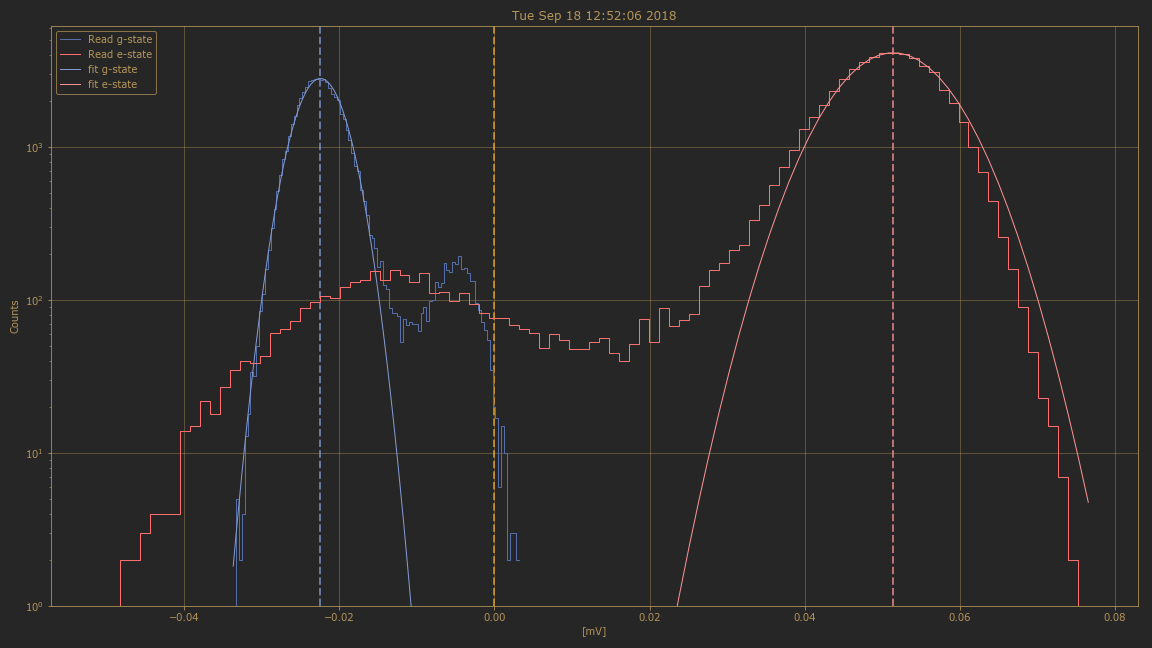 Tue Sep 18 12:52:06 2018
Read g-state
Read e-state
fit g-state
fit e-state
Counts
10³
10²
10¹
10⁰
−0.04
−0.02
0.00
0.02
0.04
0.06
0.08
[mV]